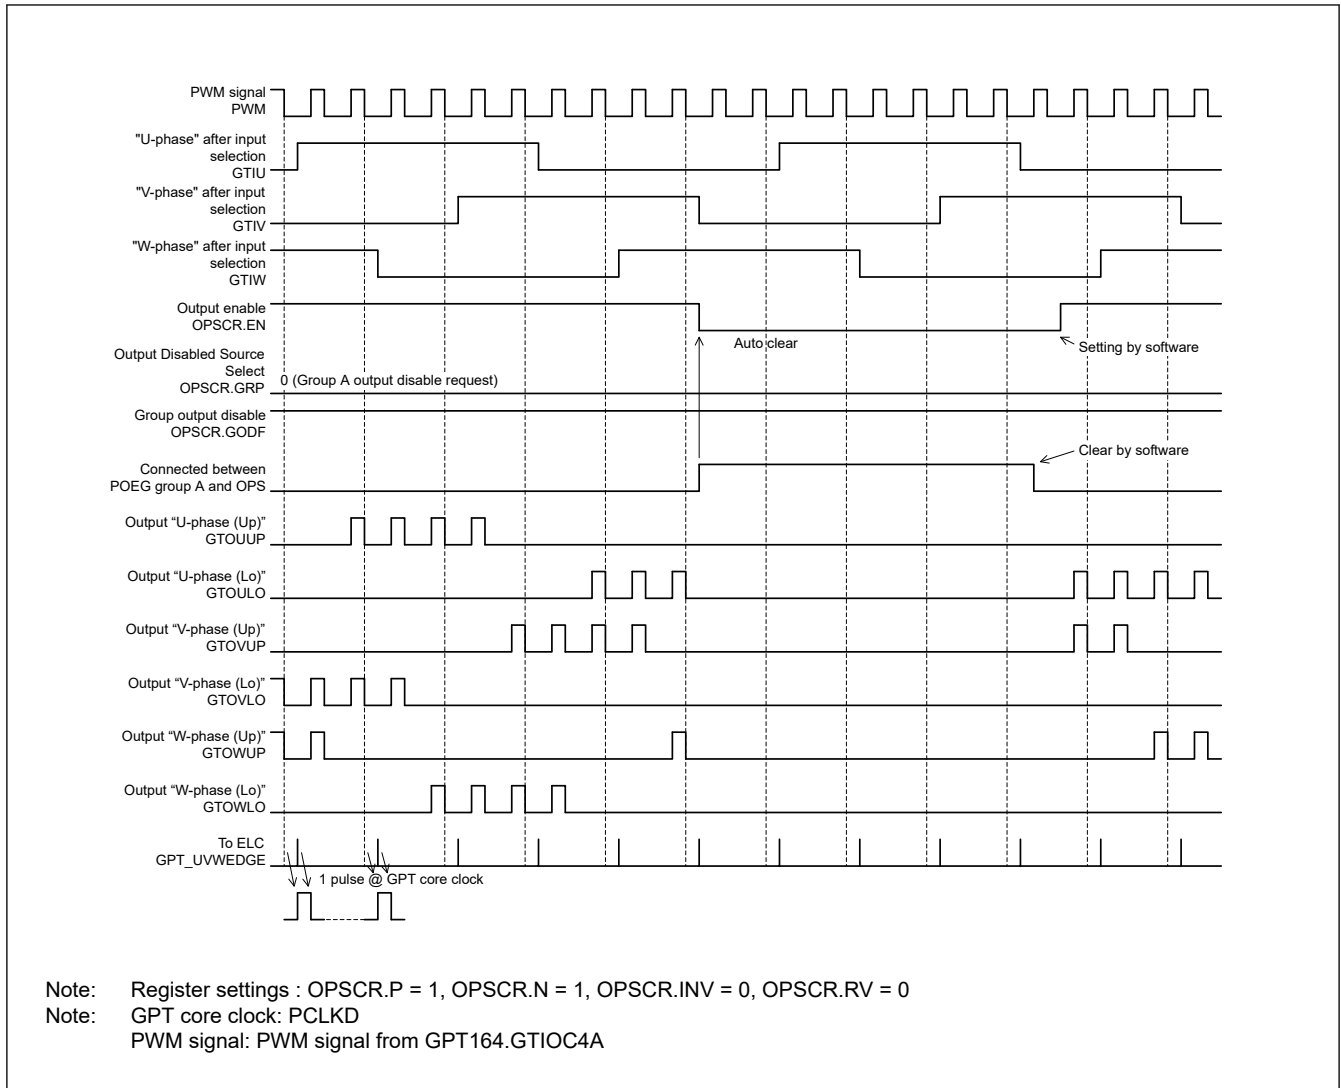 PWM signal
PWM
"U-phase" after input
selection
GTIU
"V-phase" after input
selection
GTIV
"W-phase" after input
selection
GTIW
Output enable
OPSCR.EN
Auto clear
Setting by software
Output Disabled Source
Select
OPSCR.GRP
0 (Group A output disable request)
Group output disable
OPSCR.GODF
Clear by software
Connected between
POEG group A and OPS
Output “U-phase (Up)”
GTOUUP
Output “U-phase (Lo)”
GTOULO
Output “V-phase (Up)”
GTOVUP
Output “V-phase (Lo)”
GTOVLO
Output “W-phase (Up)”
GTOWUP
Output “W-phase (Lo)”
GTOWLO
To ELC
GPT_UVWEDGE
1 pulse @ GPT core clock
Note: Register settings : OPSCR.P = 1, OPSCR.N = 1, OPSCR.INV = 0, OPSCR.RV = 0
Note: GPT core clock: PCLKD
PWM signal: PWM signal from GPT164.GTIOC4A